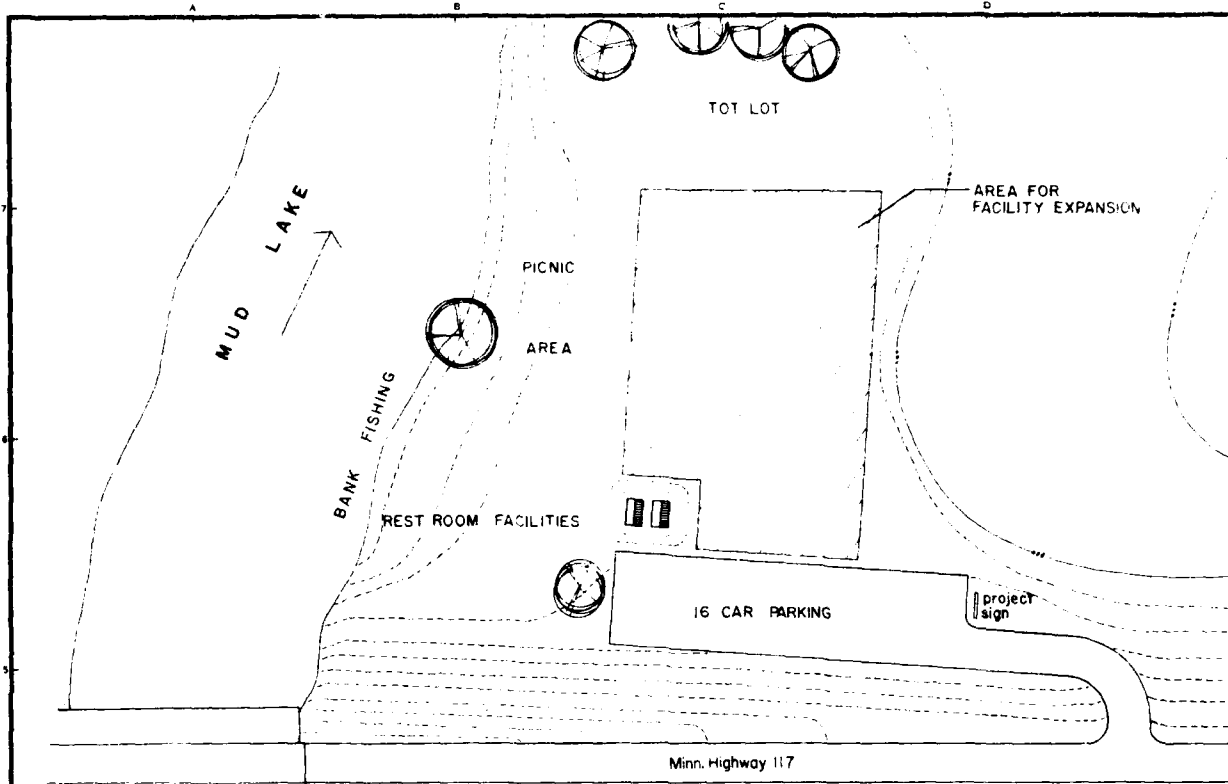 A B C D
TOT LOT
7
AREA FOR
FACILITY EXPANSION
MUD LAKE
PICNIC
AREA
BANK FISHING
6
REST ROOM FACILITIES
16 CAR PARKING
project
sign
5
Minn. Highway 117